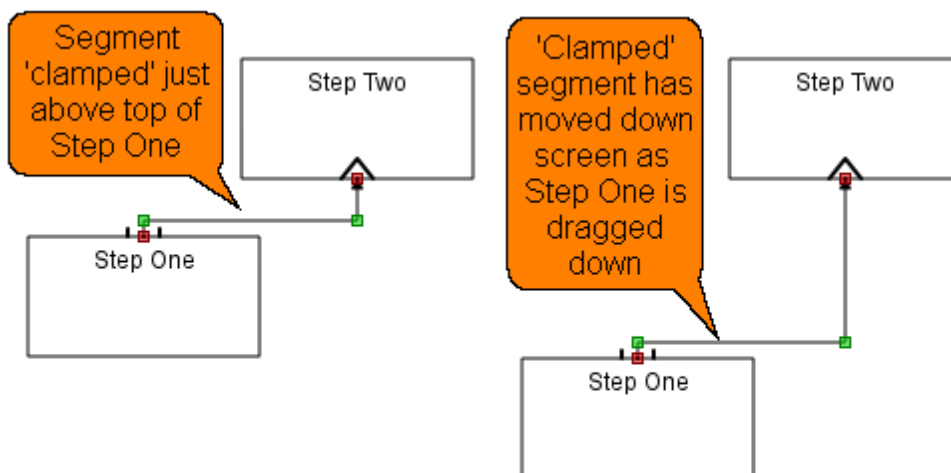 Segment
'clamped' just
above top of
Step One
Step Two
Step One
'Clamped'
segment has
moved down
screen as
Step One is
dragged
down
Step Two
Step One